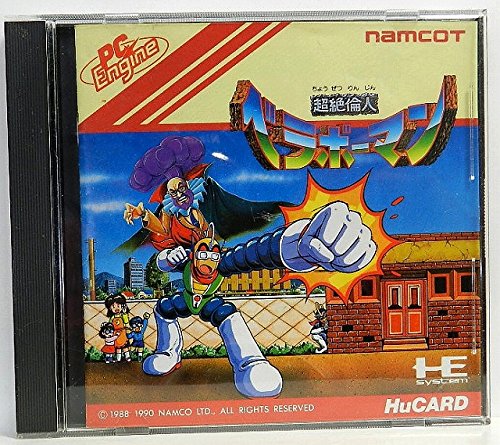 PC
Engine
namcoT
ちょう ぜつ りん じん
超絶倫人
ベラボーマン
HE
system
© 1988 1990 NAMCO LTD., ALL RIGHTS RESERVED
HuCARD